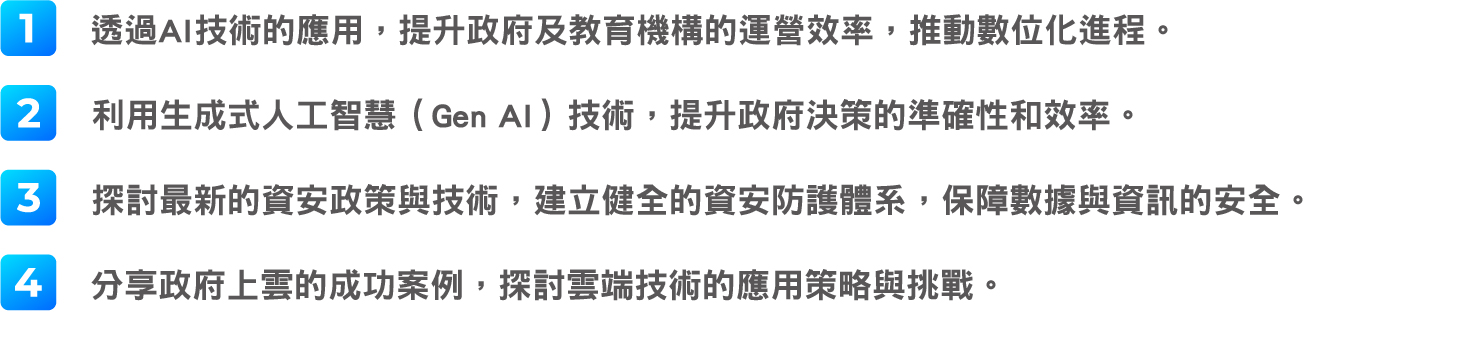 1 透過AI技術的應用，提升政府及教育機構的運營效率，推動數位化進程。
2 利用生成式人工智慧（Gen AI）技術，提升政府決策的準確性和效率。
3 探討最新的資安政策與技術，建立健全的資安防護體系，保障數據與資訊的安全。
4 分享政府上雲的成功案例，探討雲端技術的應用策略與挑戰。